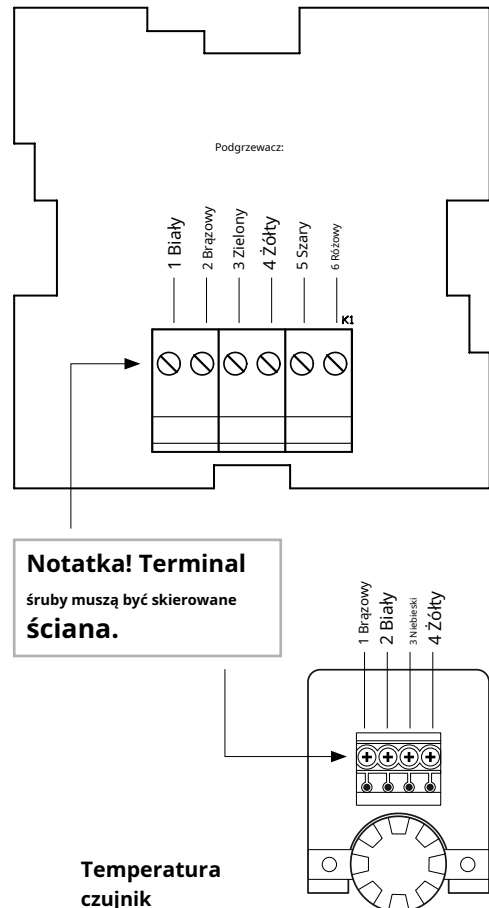 Podgrzewacz:
1 Biały
2 Brązowy
3 Zielony
4 Żółty
5 Szary
6 Różowy
K1
Notatka! Terminal
śruby muszą być skierowane
ściana.
1 Brązowy
2 Biały
3 Niebieski
4 Żółty
Temperatura
czujnik